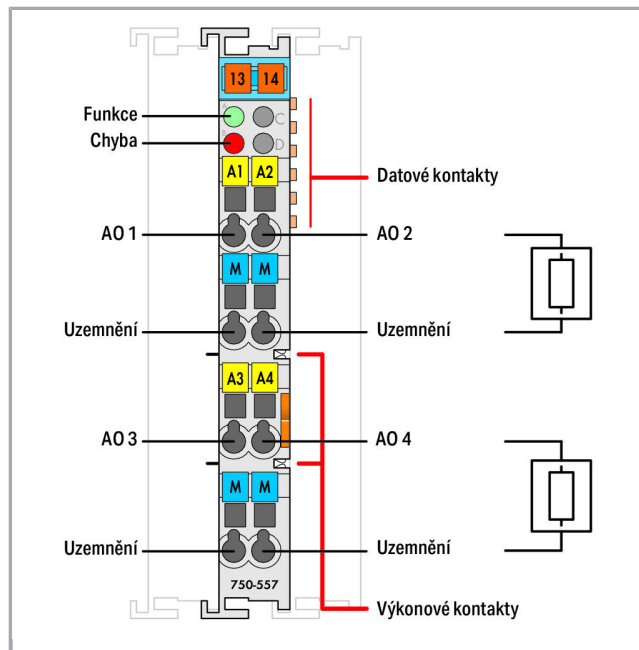 13 14
Funkce
A C
Chyba
B D
A1 A2
Datové kontakty
AO 1
AO 2
M M
Uzemnění
Uzemnění
A3 A4
AO 3
AO 4
M M
Uzemnění
Uzemnění
750-557
Výkonové kontakty